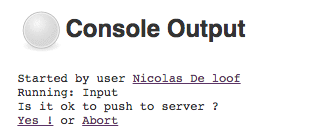 Console Output
Started by user Nicolas De loof
Running: Input
Is it ok to push to server ?
Yes ! or Abort